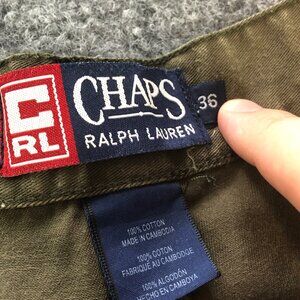 C
RL
CHAPS
RALPH LAUREN
36
100% COTTON
MADE IN CAMBODIA
100% COTON
FABRIQUÉ AU CAMBODGE
100% ALGODÓN
HECHO EN CAMBOYA